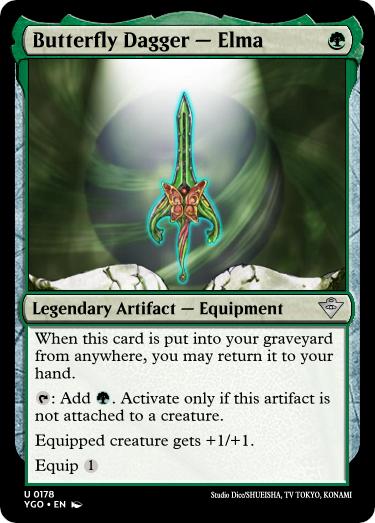 Butterfly Dagger — Elma
Legendary Artifact — Equipment
When this card is put into your graveyard
from anywhere, you may return it to your
hand.
: Add . Activate only if this artifact is
not attached to a creature.
Equipped creature gets +1/+1.
Equip 1
U 0178
YGO • EN
Studio Dice/SHUEISHA, TV TOKYO, KONAMI